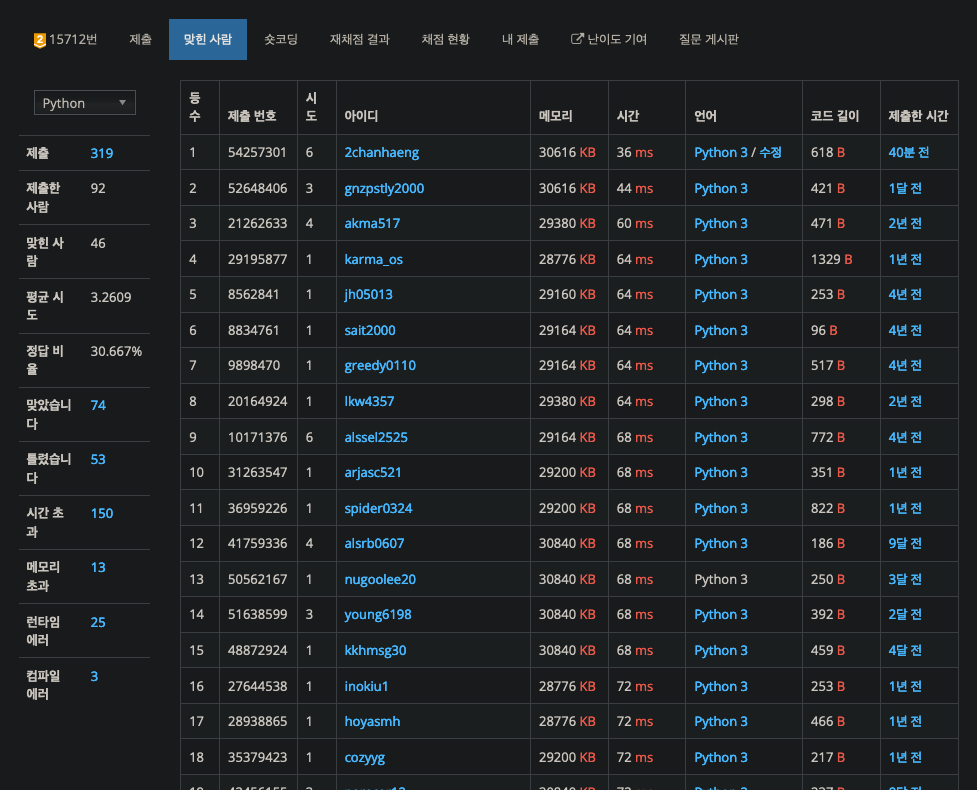 2 15712번 제출 맞힌 사람 숏코딩 재채점 결과 채점 현황 내 제출 난이도 기여 질문 게시판
Python
제출 319
제출한 사람 92
맞힌 사람 46
평균 시도 3.2609
정답 비율 30.667%
맞았습니다 74
틀렸습니다 53
시간 초과 150
메모리 초과 13
런타임 에러 25
컴파일 에러 3
등수 제출 번호 시도 아이디 메모리 시간 언어 코드 길이 제출한 시간
1 54257301 6 2chanhaeng 30616 KB 36 ms Python 3 / 수정 618 B 40분 전
2 52648406 3 gnzpstly2000 30616 KB 44 ms Python 3 421 B 1달 전
3 21262633 4 akma517 29380 KB 60 ms Python 3 471 B 2년 전
4 29195877 1 karma_os 28776 KB 64 ms Python 3 1329 B 1년 전
5 8562841 1 jh05013 29160 KB 64 ms Python 3 253 B 4년 전
6 8834761 1 sait2000 29164 KB 64 ms Python 3 96 B 4년 전
7 9898470 1 greedy0110 29164 KB 64 ms Python 3 517 B 4년 전
8 20164924 1 lkw4357 29380 KB 64 ms Python 3 298 B 2년 전
9 10171376 6 alssel2525 29164 KB 68 ms Python 3 772 B 4년 전
10 31263547 1 arjasc521 29200 KB 68 ms Python 3 351 B 1년 전
11 36959226 1 spider0324 29200 KB 68 ms Python 3 822 B 1년 전
12 41759336 4 alsrb0607 30840 KB 68 ms Python 3 186 B 9달 전
13 50562167 1 nugoolee20 30840 KB 68 ms Python 3 250 B 3달 전
14 51638599 3 young6198 30840 KB 68 ms Python 3 392 B 2달 전
15 48872924 1 kkhmsg30 30840 KB 68 ms Python 3 459 B 4달 전
16 27644538 1 inokiu1 28776 KB 72 ms Python 3 253 B 1년 전
17 28938865 1 hoyasmh 28776 KB 72 ms Python 3 466 B 1년 전
18 35379423 1 cozyyg 29200 KB 72 ms Python 3 217 B 1년 전